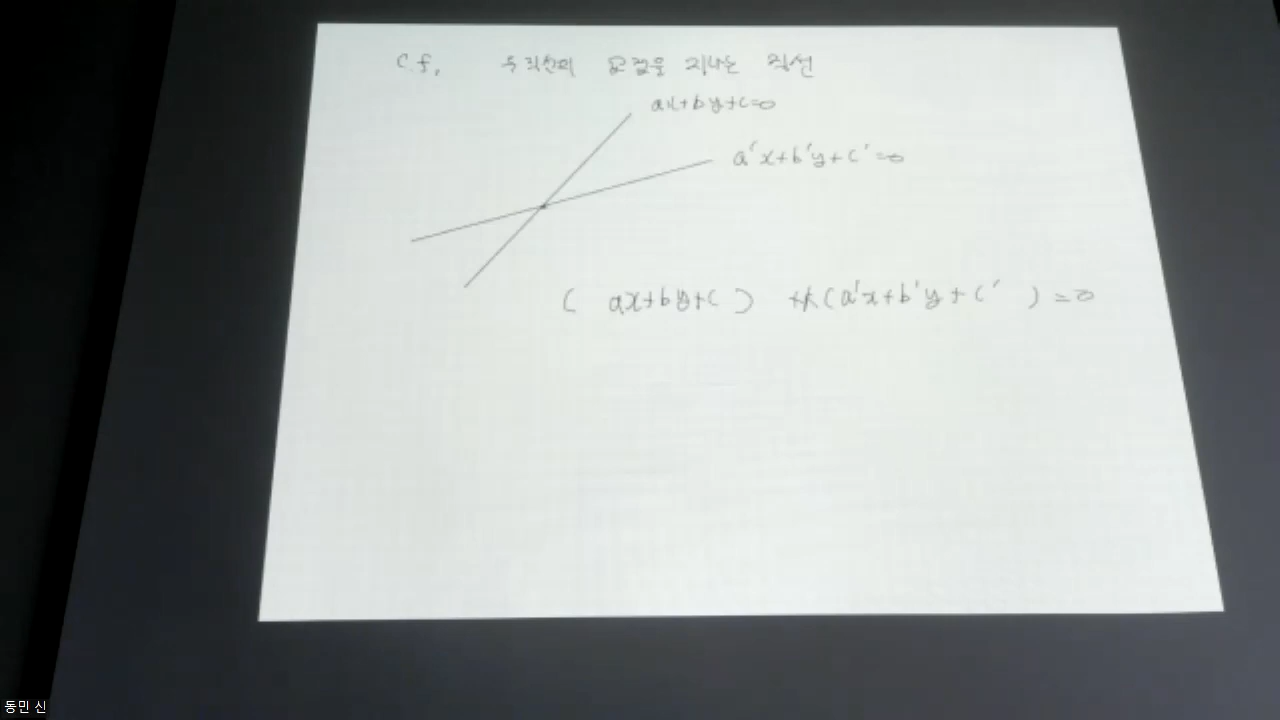 c.f. 두 직선의 교점을 지나는 직선
ax+by+c=0
a'x+b'y+c'=0
( ax+by+c ) +k(a'x+b'y+c' ) =0
동민 신